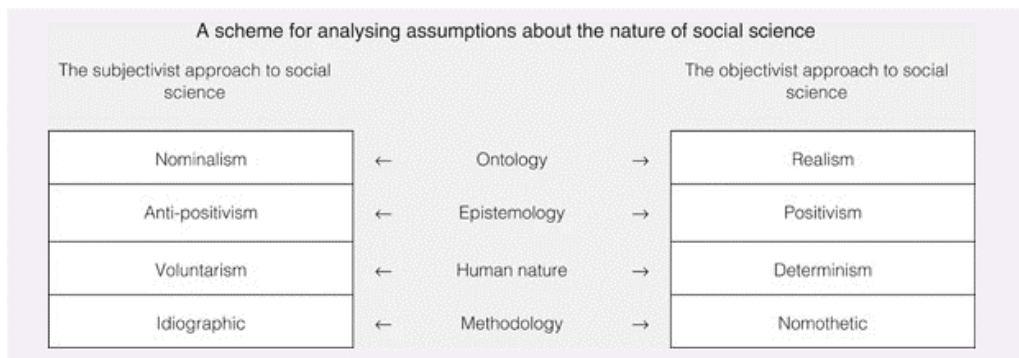 A scheme for analysing assumptions about the nature of social science
The subjectivist approach to social
science
The objectivist approach to social
science
Nominalism ← Ontology → Realism
Anti-positivism ← Epistemology → Positivism
Voluntarism ← Human nature → Determinism
Idiographic ← Methodology → Nomothetic